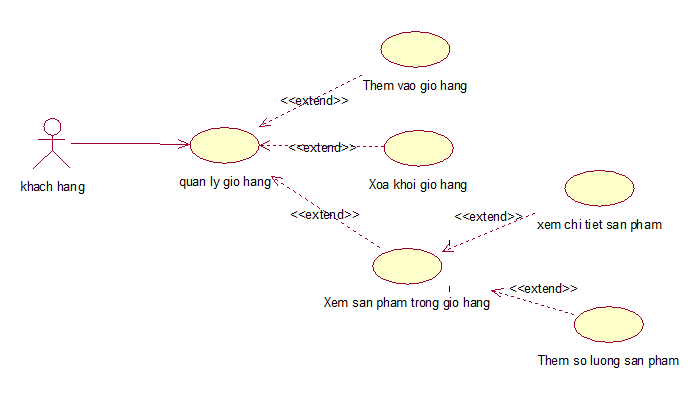 Them vao gio hang
<<extend>>
<<extend>>
khach hang
quan ly gio hang
Xoa khoi gio hang
<<extend>>
<<extend>>
xem chi tiet san pham
Xem san pham trong gio hang
<<extend>>
Them so luong san pham